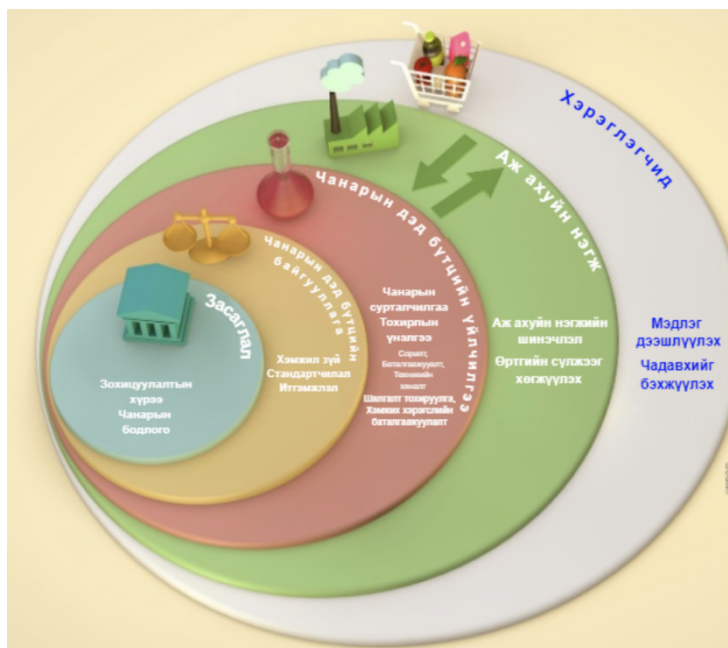 Хэрэглэгчид
Аж ахуйн нэгж
Чанарын дэд бүтцийн үйлчилгээ
Чанарын дэд бүтцийн
байгууллага
Засаглал
Зохицуулалтын
хүрээ
Чанарын
бодлого
Хэмжил зүй
Стандартчилал
Итгэмжлэл
Чанарын
сурталчилгаа
Тохирлын
үнэлгээ
Сорилт,
Баталгаажуулалт,
Техникийн
хяналт
Шалгалт тохируулга,
Хэмжих хэрэгслийн
баталгаажуулалт
Аж ахуйн нэгжийн
шинэчлэл
Өртгийн сүлжээг
хөгжүүлэх
Мэдлэг
дээшлүүлэх
Чадавхийг
бэхжүүлэх